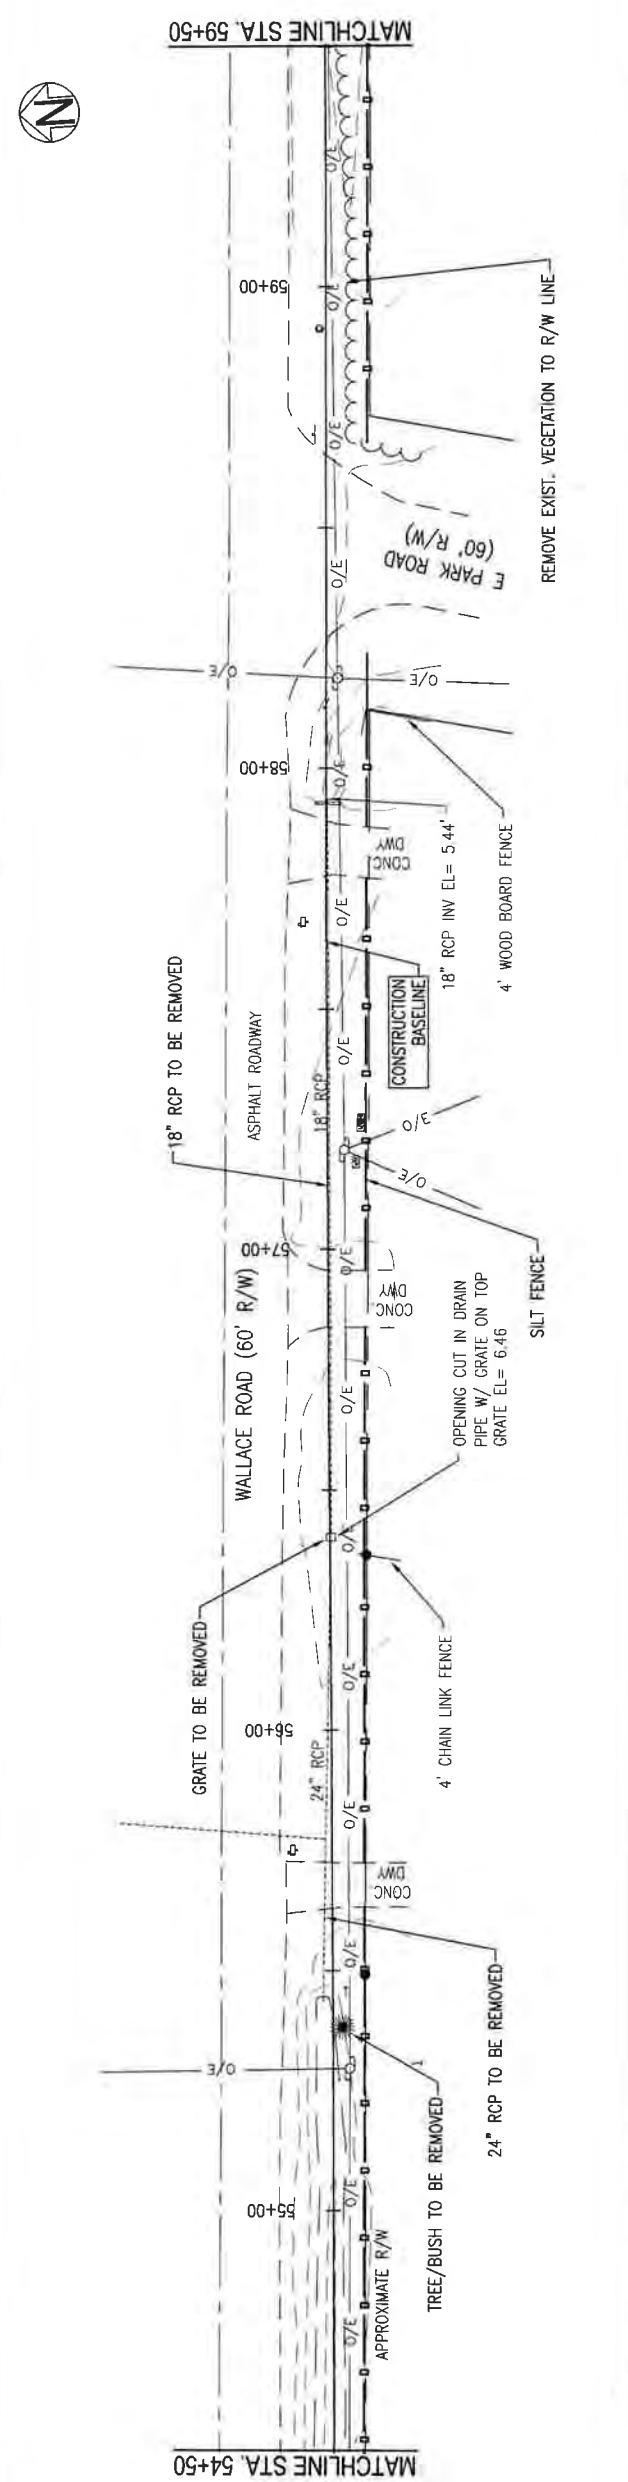 MATCHLINE STA. 59+50
N
O/E
59+00
O/E
O/E
REMOVE EXIST. VEGETATION TO R/W LINE
E PARK ROAD
(60' R/W)
O/E
O/E
O/E
58+00
O/E
CONC
DWY
18" RCP INV EL= 5.44'
4' WOOD BOARD FENCE
O/E
18" RCP TO BE REMOVED
ASPHALT ROADWAY
CONSTRUCTION
BASELINE
O/E
18" RCP
O/E
O/E
57+00
O/E
SILT FENCE
WALLACE ROAD (60' R/W)
CONC
DWY
OPENING CUT IN DRAIN
PIPE W/ GRATE ON TOP
GRATE EL= 6.46
O/E
O/E
GRATE TO BE REMOVED
4' CHAIN LINK FENCE
O/E
56+00
24" RCP
O/E
CONC
DWY
O/E
24" RCP TO BE REMOVED
O/E
1
TREE/BUSH TO BE REMOVED
55+00
O/E
APPROXIMATE R/W
O/E
MATCHLINE STA. 54+50